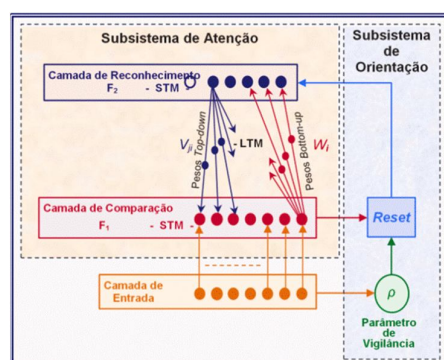 Subsistema de Atenção
Subsistema
de
Orientação
Camada de Reconhecimento
F2 - STM -
Vji
Pesos Top-down
- LTM
Pesos Bottom-up
Camada de Comparação
F1 - STM -
Reset
Camada de
Entrada
ρ
Parâmetro
de
Vigilância